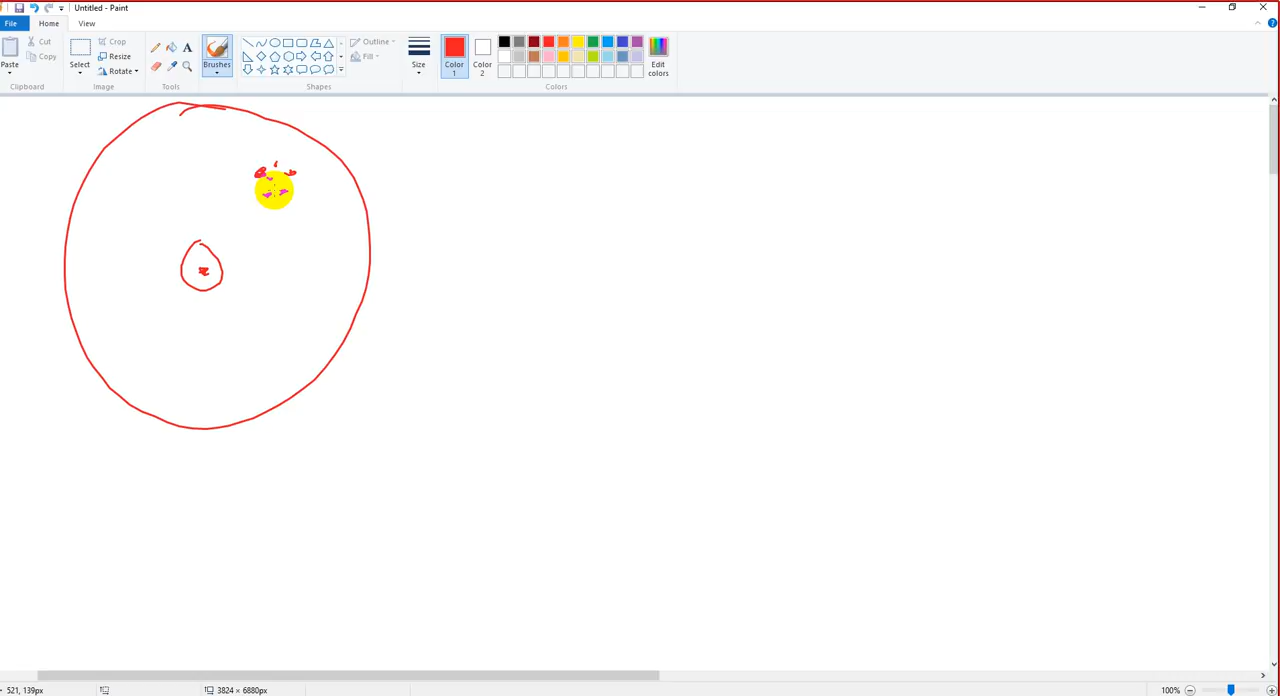 Untitled - Paint
File Home View
Cut
Copy
Paste
Clipboard
Select
Crop
Resize
Rotate
Image
A
Tools
Brushes
Outline
Fill
Shapes
Size
Color 1
Color 2
Edit colors
Colors
521, 139px
3824 × 6880px
100%